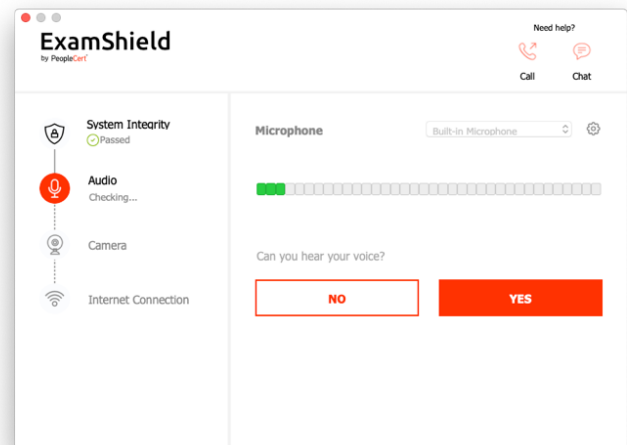 Need help?
ExamShield
by PeopleCert
Call
Chat
System Integrity
Passed
Audio
Checking...
Camera
Internet Connection
Microphone
Built-in Microphone
Can you hear your voice?
NO
YES